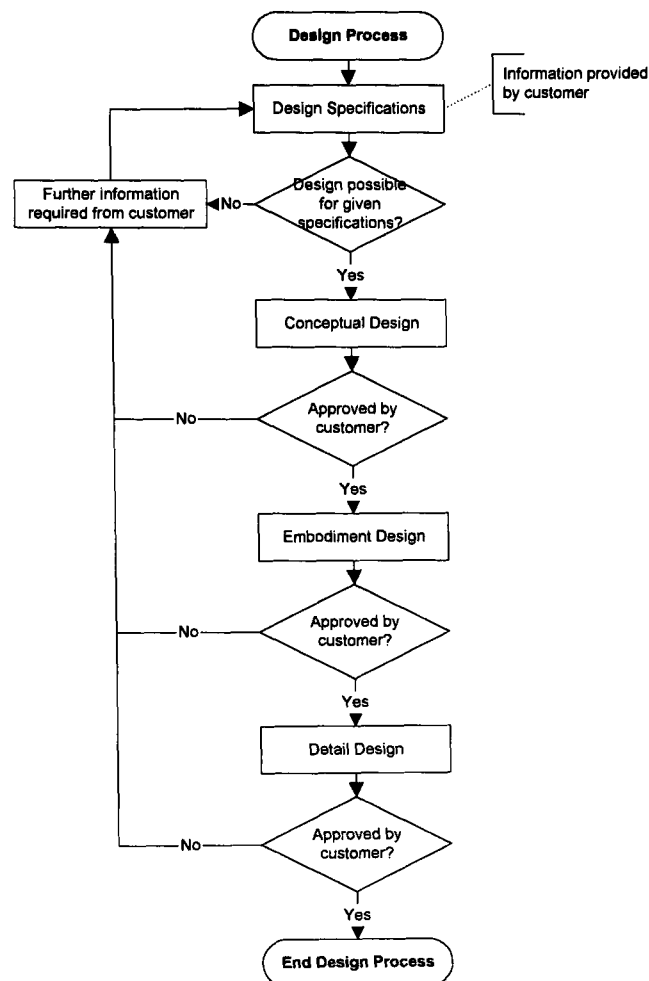 Design Process
Design Specifications
Information provided
by customer
Design possible
for given
specifications?
No
Further information
required from customer
Yes
Conceptual Design
Approved by
customer?
No
Yes
Embodiment Design
Approved by
customer?
No
Yes
Detail Design
Approved by
customer?
No
Yes
End Design Process